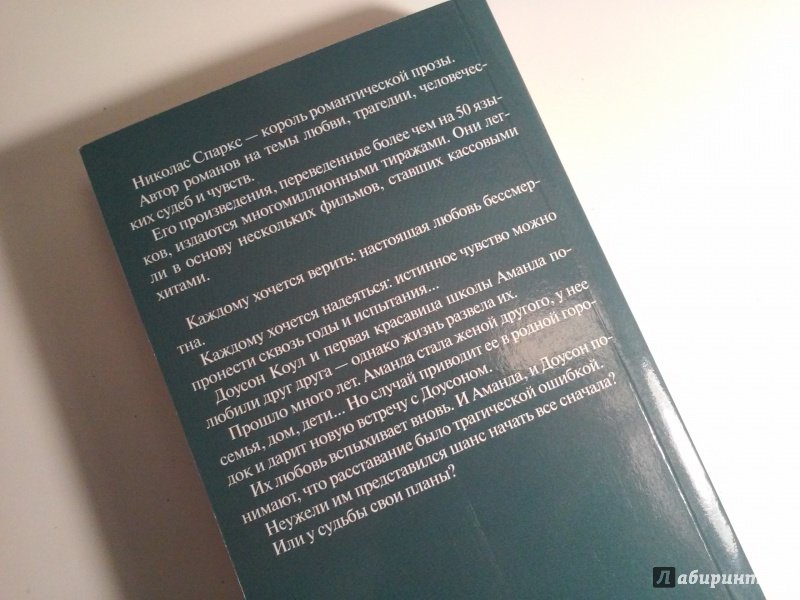 Николас Спаркс — король романтической прозы.
Автор романов на темы любви, трагедии, человечес-
ких судеб и чувств.
Его произведения, переведенные более чем на 50 язы-
ков, издаются многомиллионными тиражами. Они лег-
ли в основу нескольких фильмов, ставших кассовыми
хитами.
Каждому хочется верить: настоящая любовь бессмер-
тна.
Каждому хочется надеяться: истинное чувство можно
пронести сквозь годы и испытания...
Доусон Коул и первая красавица школы Аманда по-
любили друг друга — однако жизнь развела их.
Прошло много лет. Аманда стала женой другого, у нее
семья, дом, дети... Но случай приводит ее в родной горо-
док и дарит новую встречу с Доусоном.
Их любовь вспыхивает вновь. И Аманда, и Доусон по-
нимают, что расставание было трагической ошибкой.
Неужели им представился шанс начать все сначала?
Или у судьбы свои планы?
Лабиринт